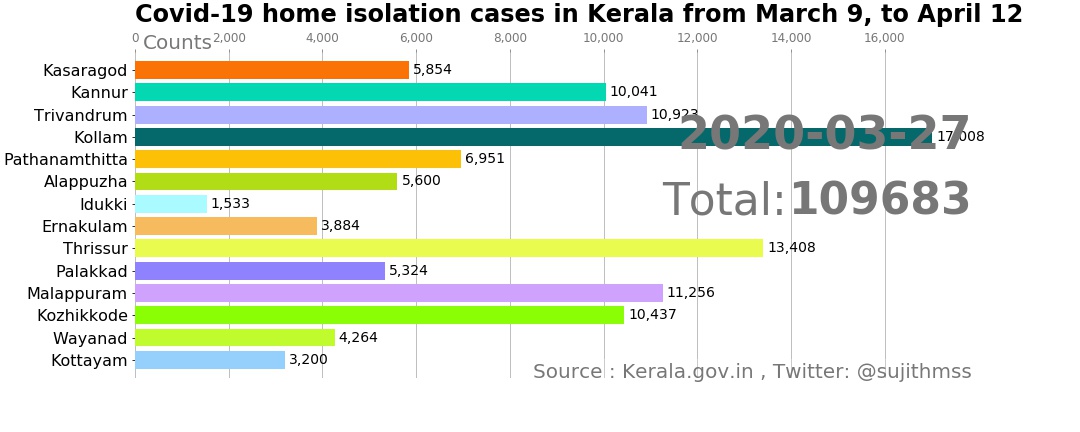 Covid-19 home isolation cases in Kerala from March 9, to April 12
0 2,000 4,000 6,000 8,000 10,000 12,000 14,000 16,000
Counts
Kasaragod 5,854
Kannur 10,041
Trivandrum 10,923
2020-03-27
Kollam 17,008
Pathanamthitta 6,951
Alappuzha 5,600
Total:109683
Idukki 1,533
Ernakulam 3,884
Thrissur 13,408
Palakkad 5,324
Malappuram 11,256
Kozhikkode 10,437
Wayanad 4,264
Kottayam 3,200
Source : Kerala.gov.in , Twitter: @sujithmss